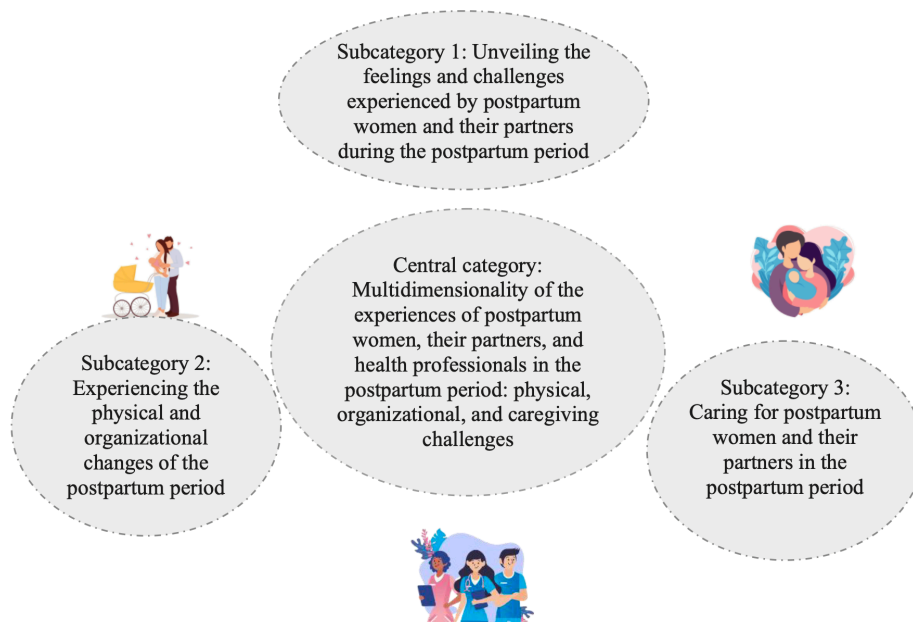 Subcategory 1: Unveiling the
feelings and challenges
experienced by postpartum
women and their partners
during the postpartum period
Central category:
Multidimensionality of the
experiences of postpartum
women, their partners, and
health professionals in the
postpartum period: physical,
organizational, and caregiving
challenges
Subcategory 2:
Experiencing the
physical and
organizational
changes of the
postpartum period
Subcategory 3:
Caring for postpartum
women and their
partners in the
postpartum period